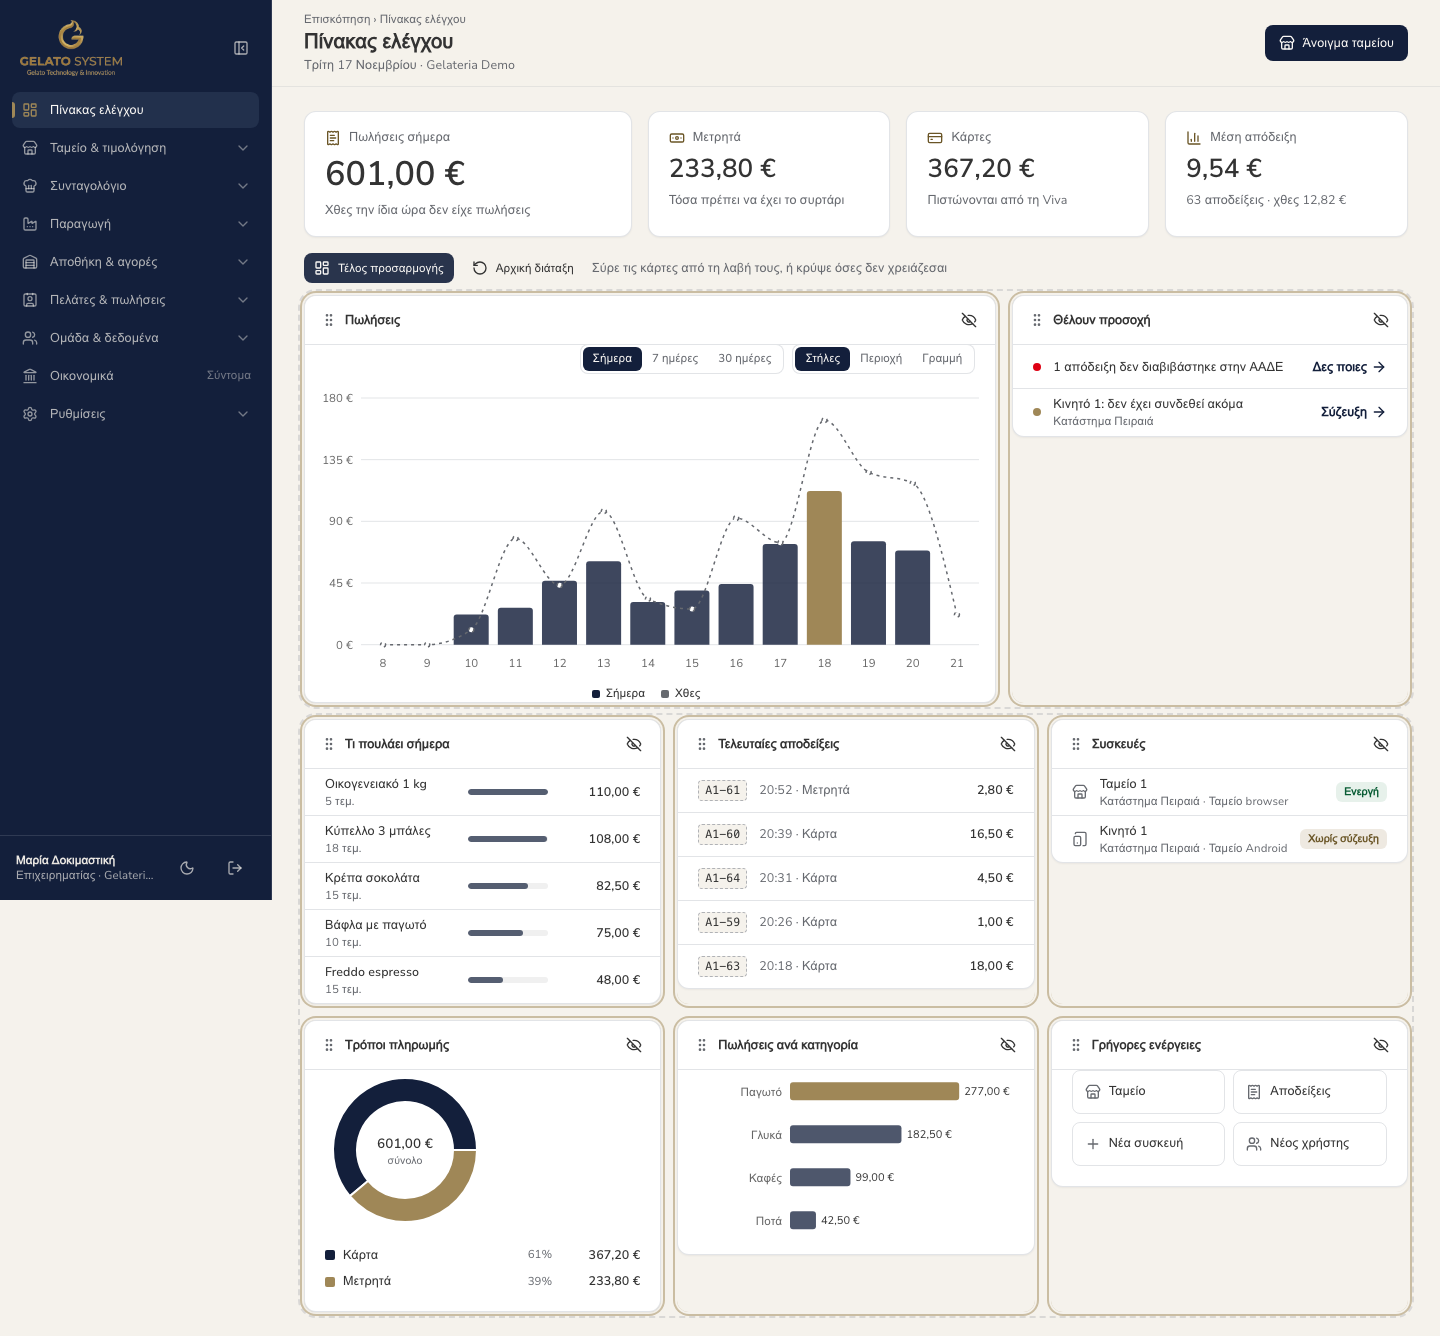 GELATO SYSTEM
Gelato Technology & Innovation
Πίνακας ελέγχου
Ταμείο & τιμολόγηση
Συνταγολόγιο
Παραγωγή
Αποθήκη & αγορές
Πελάτες & πωλήσεις
Ομάδα & δεδομένα
Οικονομικά Σύντομα
Ρυθμίσεις
Μαρία Δοκιμαστική
Επιχειρηματίας · Gelateri...
Επισκόπηση › Πίνακας ελέγχου
Πίνακας ελέγχου
Τρίτη 17 Νοεμβρίου · Gelateria Demo
Άνοιγμα ταμείου
Πωλήσεις σήμερα
601,00 €
Χθες την ίδια ώρα δεν είχε πωλήσεις
Μετρητά
233,80 €
Τόσα πρέπει να έχει το συρτάρι
Κάρτες
367,20 €
Πιστώνονται από τη Viva
Μέση απόδειξη
9,54 €
63 αποδείξεις · χθες 12,82 €
Τέλος προσαρμογής
Αρχική διάταξη
Σύρε τις κάρτες από τη λαβή τους, ή κρύψε όσες δεν χρειάζεσαι
Πωλήσεις
Σήμερα 7 ημέρες 30 ημέρες
Στήλες Περιοχή Γραμμή
180 €
135 €
90 €
45 €
0 €
8 9 10 11 12 13 14 15 16 17 18 19 20 21
Σήμερα Χθες
Θέλουν προσοχή
1 απόδειξη δεν διαβιβάστηκε στην ΑΑΔΕ Δες ποιες
Κινητό 1: δεν έχει συνδεθεί ακόμα
Κατάστημα Πειραιά
Σύζευξη
Τι πουλάει σήμερα
Οικογενειακό 1 kg
5 τεμ.
110,00 €
Κύπελλο 3 μπάλες
18 τεμ.
108,00 €
Κρέπα σοκολάτα
15 τεμ.
82,50 €
Βάφλα με παγωτό
10 τεμ.
75,00 €
Freddo espresso
15 τεμ.
48,00 €
Τελευταίες αποδείξεις
A1-61 20:52 · Μετρητά 2,80 €
A1-60 20:39 · Κάρτα 16,50 €
A1-64 20:31 · Κάρτα 4,50 €
A1-59 20:26 · Κάρτα 1,00 €
A1-63 20:18 · Κάρτα 18,00 €
Συσκευές
Ταμείο 1
Κατάστημα Πειραιά · Ταμείο browser
Ενεργή
Κινητό 1
Κατάστημα Πειραιά · Ταμείο Android
Χωρίς σύζευξη
Τρόποι πληρωμής
601,00 €
σύνολο
Κάρτα 61% 367,20 €
Μετρητά 39% 233,80 €
Πωλήσεις ανά κατηγορία
Παγωτό 277,00 €
Γλυκά 182,50 €
Καφές 99,00 €
Ποτά 42,50 €
Γρήγορες ενέργειες
Ταμείο
Αποδείξεις
Νέα συσκευή
Νέος χρήστης